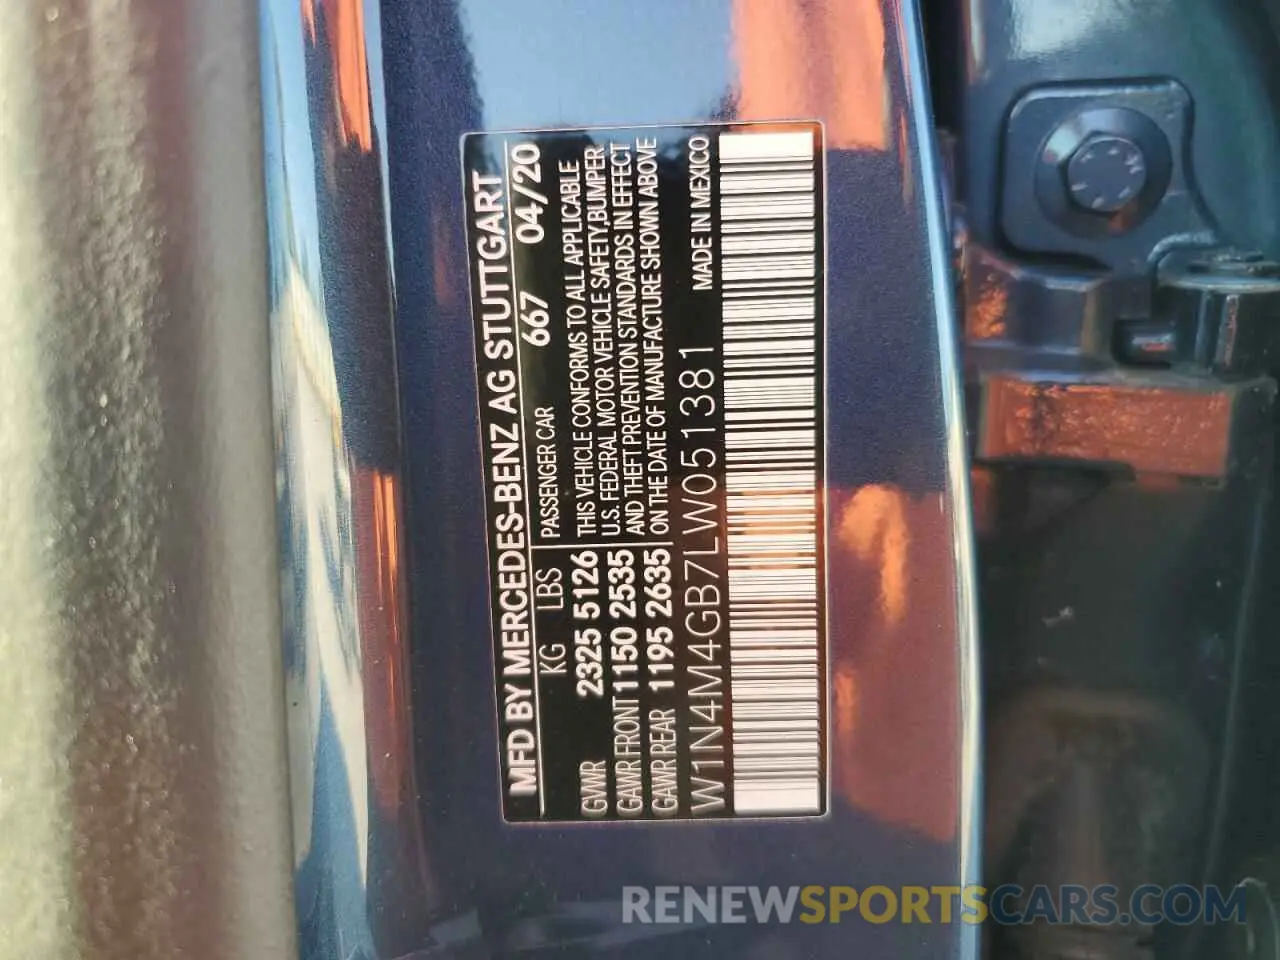 MFD BY MERCEDES-BENZ AG STUTTGART
KG LBS 667 04/20
GVWR 2325 5126
GAWR FRONT 1150 2535
GAWR REAR 1195 2635
PASSENGER CAR
THIS VEHICLE CONFORMS TO ALL APPLICABLE
U.S. FEDERAL MOTOR VEHICLE SAFETY,BUMPER
AND THEFT PREVENTION STANDARDS IN EFFECT
ON THE DATE OF MANUFACTURE SHOWN ABOVE
W1N4M4GB7LW051381 MADE IN MEXICO
RENEWSPORTSCARS.COM